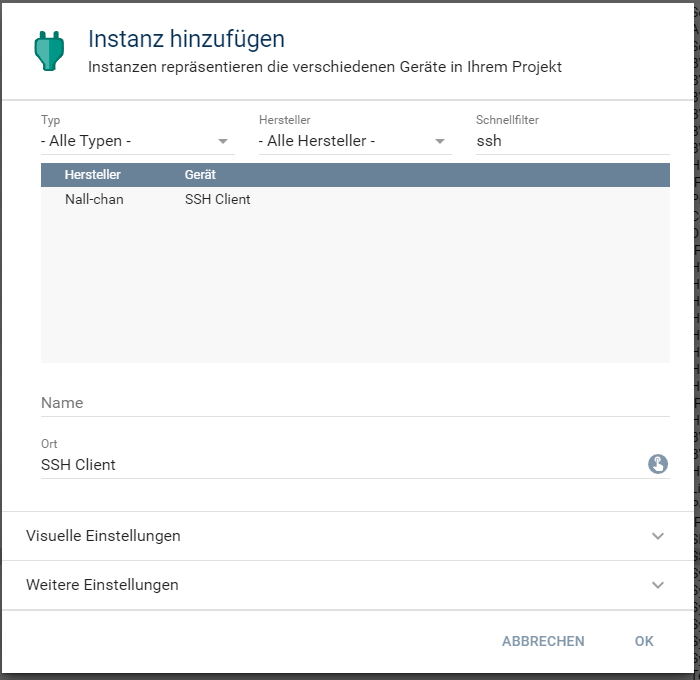 Instanz hinzufügen
Instanzen repräsentieren die verschiedenen Geräte in Ihrem Projekt
Typ Hersteller Schnellfilter
- Alle Typen - - Alle Hersteller - ssh
Hersteller Gerät
Nall-chan SSH Client
Name
Ort
SSH Client
Visuelle Einstellungen
Weitere Einstellungen
ABBRECHEN OK